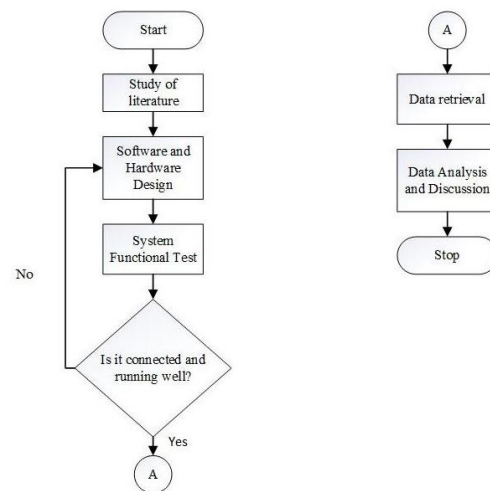 Start
Study of
literature
Software and
Hardware
Design
System
Functional Test
No
Is it connected and
running well?
Yes
A
A
Data retrieval
Data Analysis
and Discussion
Stop